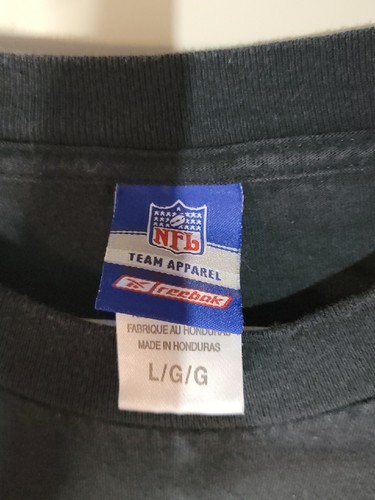 NFL
TEAM APPAREL
Reebok
FABRIQUE AU HONDURAS
MADE IN HONDURAS
L/G/G